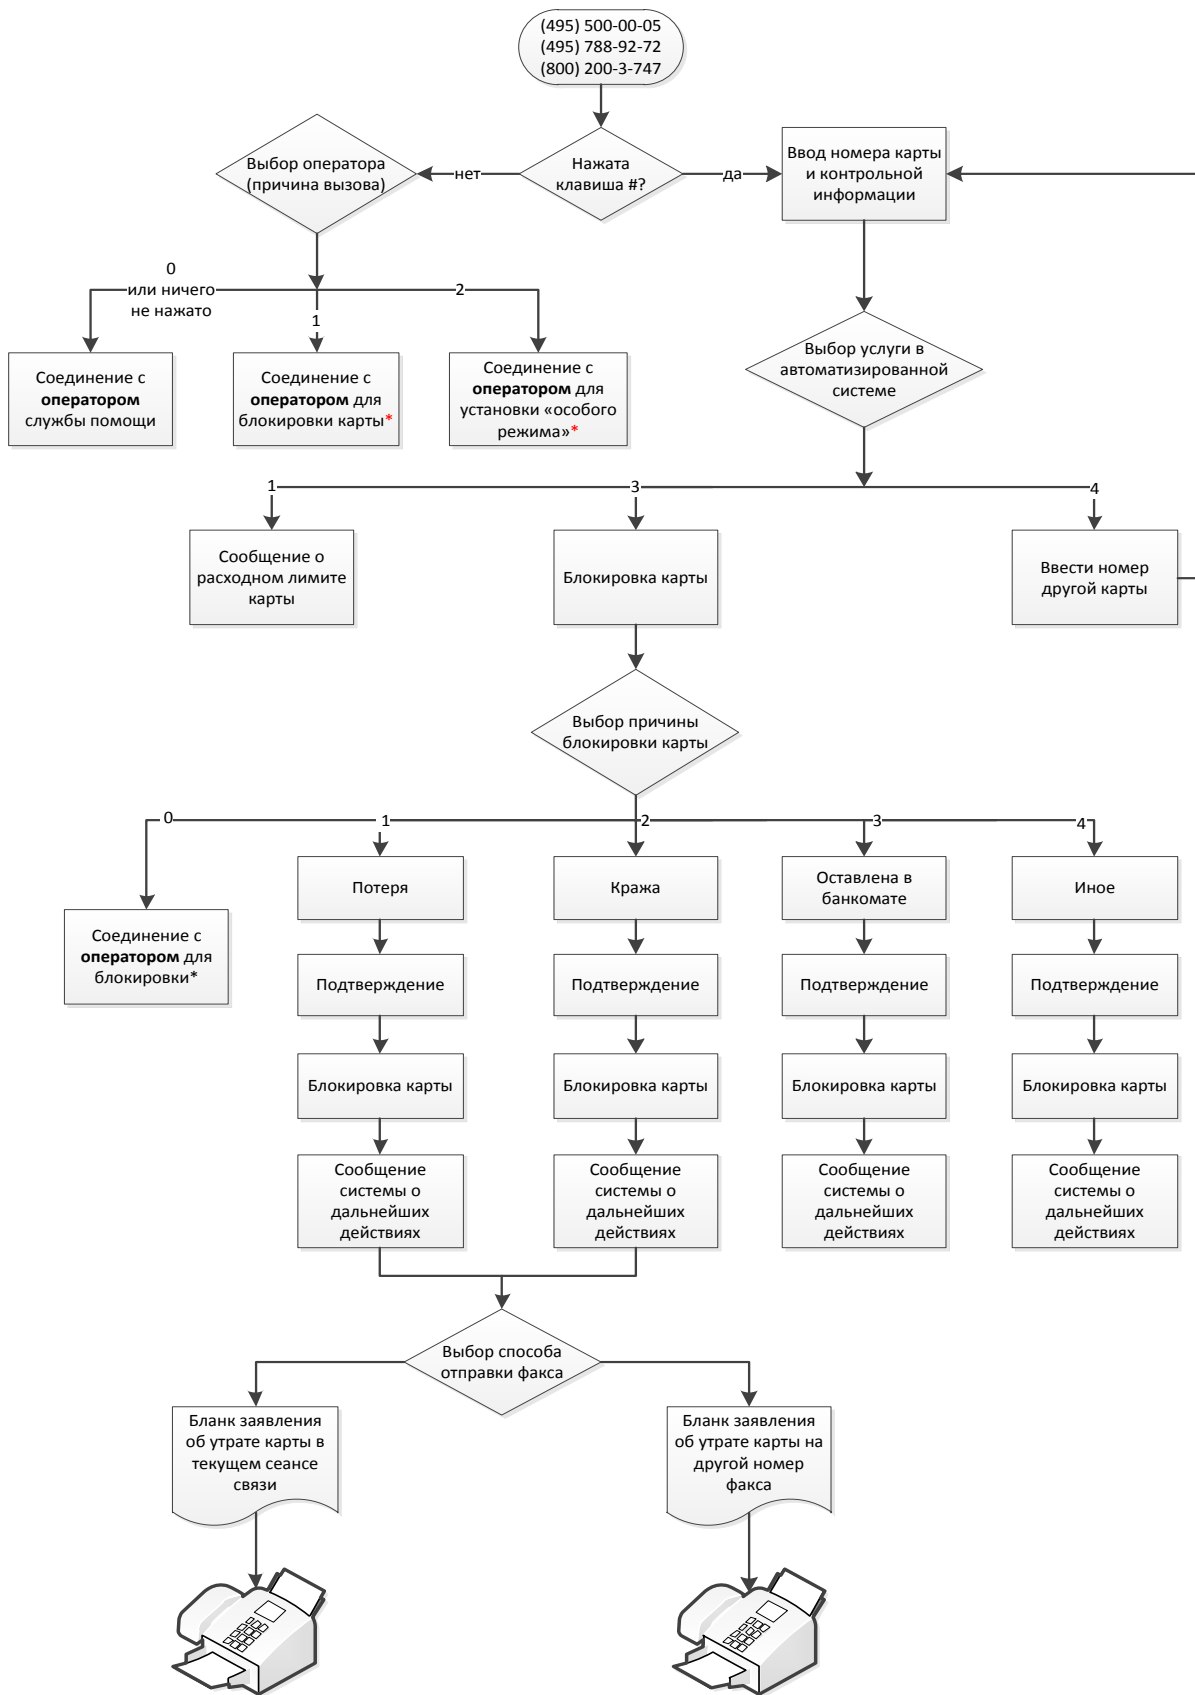 (495) 500-00-05
(495) 788-92-72
(800) 200-3-747
Выбор оператора
(причина вызова)
нет
Нажата
клавиша #?
да
Ввод номера карты
и контрольной
информации
0
или ничего
не нажато
1
2
Соединение с
оператором
службы помощи
Соединение с
оператором для
блокировки карты*
Соединение с
оператором для
установки «особого
режима»*
Выбор услуги в
автоматизированной
системе
1
3
4
Сообщение о
расходном лимите
карты
Блокировка карты
Ввести номер
другой карты
Выбор причины
блокировки карты
0
1
2
3
4
Соединение с
оператором для
блокировки*
Потеря
Кража
Оставлена в
банкомате
Иное
Подтверждение
Подтверждение
Подтверждение
Подтверждение
Блокировка карты
Блокировка карты
Блокировка карты
Блокировка карты
Сообщение
системы о
дальнейших
действиях
Сообщение
системы о
дальнейших
действиях
Сообщение
системы о
дальнейших
действиях
Сообщение
системы о
дальнейших
действиях
Выбор способа
отправки факса
Бланк заявления
об утрате карты в
текущем сеансе
связи
Бланк заявления
об утрате карты на
другой номер
факса